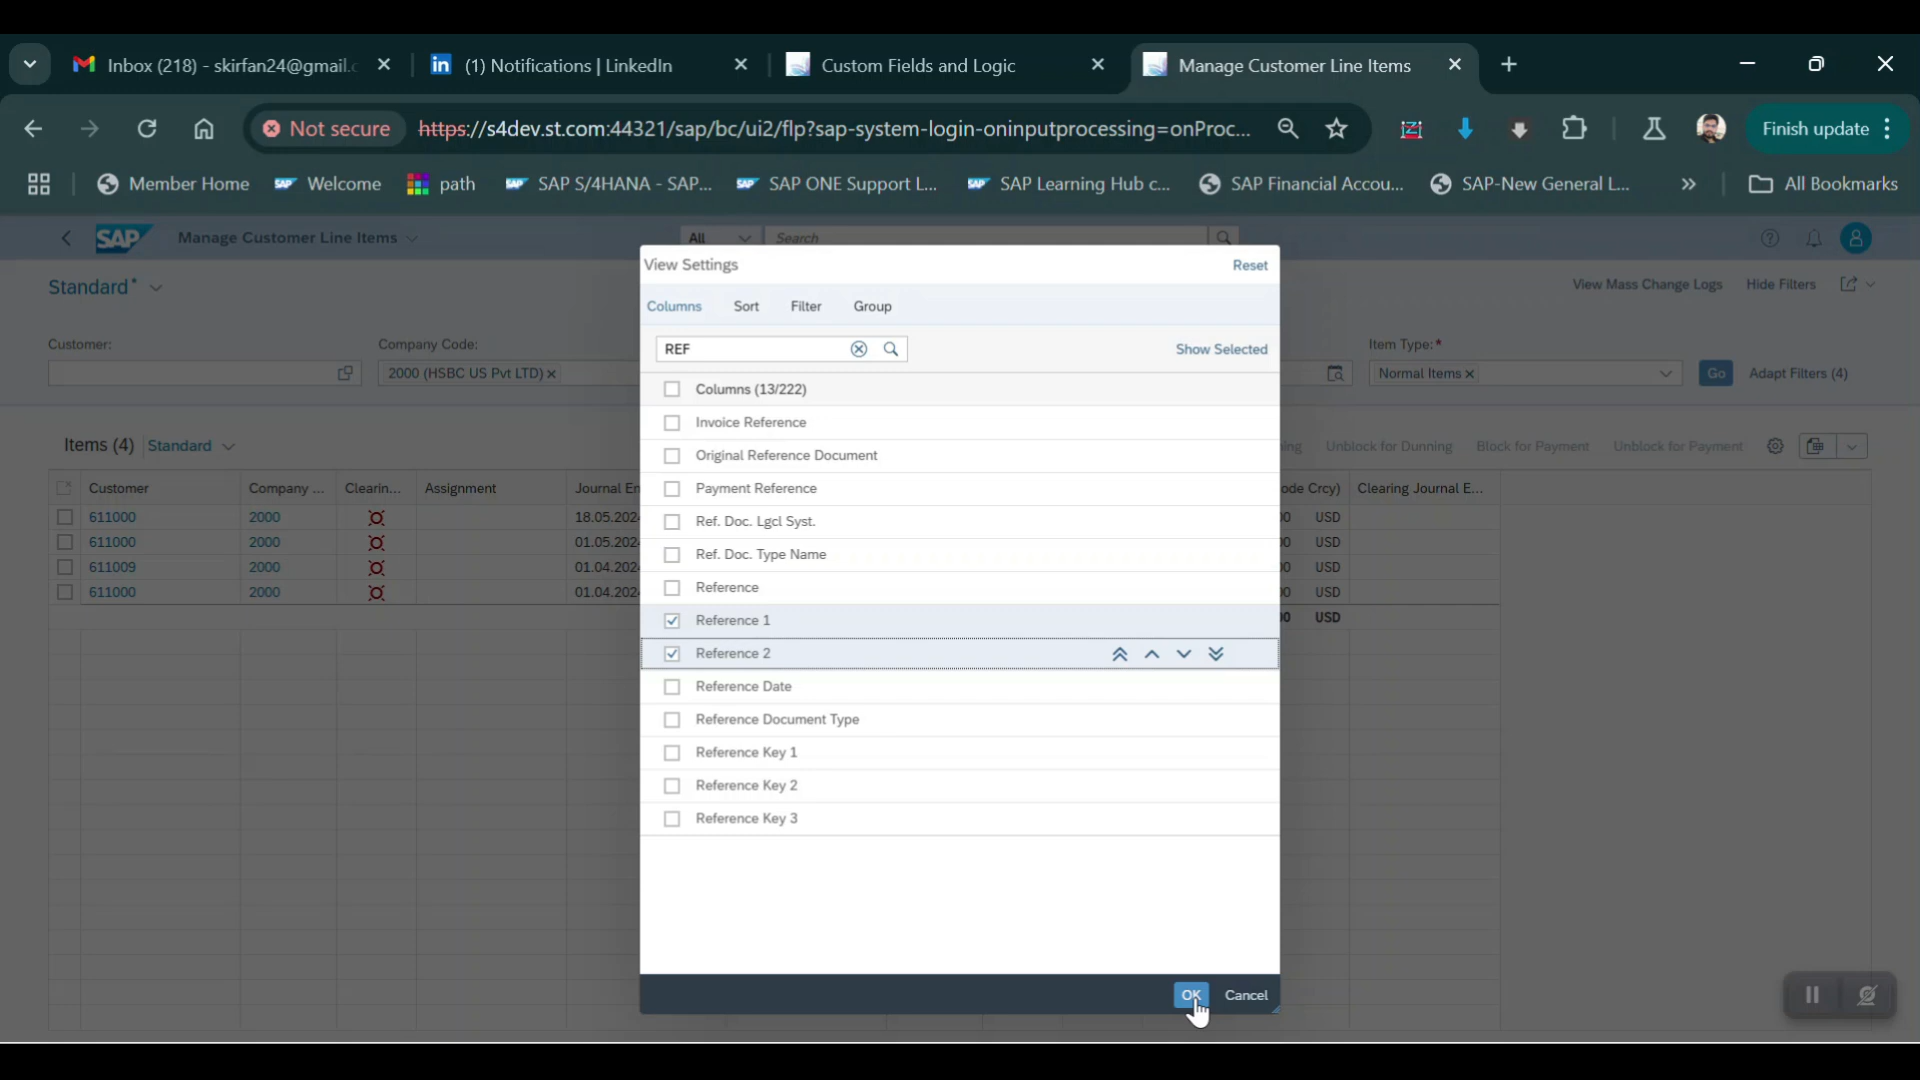 Inbox (218) - skirfan24@gmail.c
(1) Notifications | LinkedIn
Custom Fields and Logic
Manage Customer Line Items
Not secure https://s4dev.st.com:44321/sap/bc/ui2/flp?sap-system-login-oninputprocessing=onProc... Finish update
Member Home Welcome path SAP S/4HANA - SAP... SAP ONE Support L... SAP Learning Hub c... SAP Financial Accou... SAP-New General L... » All Bookmarks
SAP Manage Customer Line Items All Search
Standard* View Mass Change Logs Hide Filters
Customer: Company Code: Item Type:*
2000 (HSBC US Pvt LTD) Normal Items Go Adapt Filters (4)
Items (4) Standard Unblock for Dunning Block for Payment Unblock for Payment
Customer Company ... Clearin... Assignment Journal En ode Crcy) Clearing Journal E...
611000 2000 18.05.202 USD
611000 2000 01.05.202 USD
611009 2000 01.04.202 USD
611000 2000 01.04.202 USD
USD
View Settings Reset
Columns Sort Filter Group
REF Show Selected
Columns (13/222)
Invoice Reference
Original Reference Document
Payment Reference
Ref. Doc. Lgcl Syst.
Ref. Doc. Type Name
Reference
Reference 1
Reference 2
Reference Date
Reference Document Type
Reference Key 1
Reference Key 2
Reference Key 3
OK Cancel